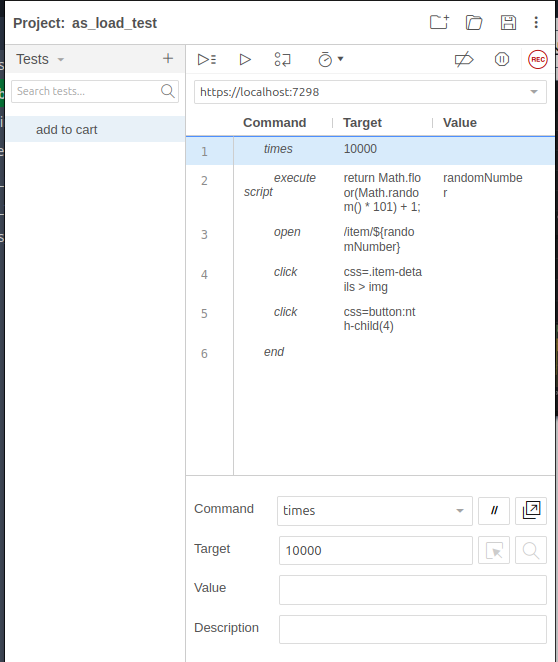 Project: as_load_test
Tests
+
REC
Search tests...
https://localhost:7298
add to cart
Command Target Value
1 times 10000
2 execute script return Math.floor(Math.random() * 101) + 1; randomNumber
3 open /item/${randomNumber}
4 click css=.item-details > img
5 click css=button:nth-child(4)
6 end
Command times //
Target 10000
Value
Description